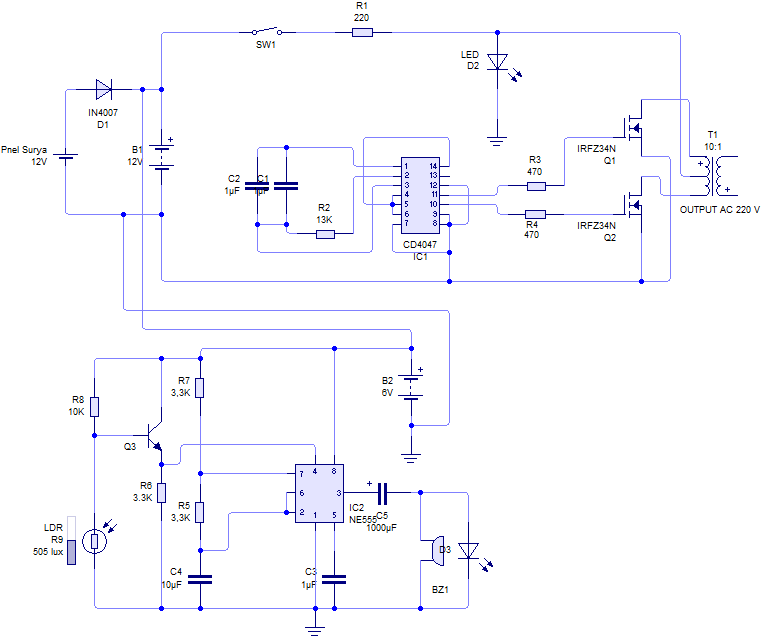 R1
220
SW1
LED
D2
IN4007
D1
Pnel Surya
12V
B1
12V
+
C2
1µF
C1
1µF
R2
13K
1
2
3
4
5
6
7
14
13
12
11
10
9
8
CD4047
IC1
R3
470
R4
470
IRFZ34N
Q1
IRFZ34N
Q2
T1
10:1
+
+
OUTPUT AC 220 V
R8
10K
Q3
R7
3,3K
R6
3.3K
R5
3,3K
B2
6V
+
4
8
7
6
2
3
1
5
IC2
NE555
+
C5
1000µF
LDR
R9
505 lux
C4
10µF
C3
1µF
D3
BZ1